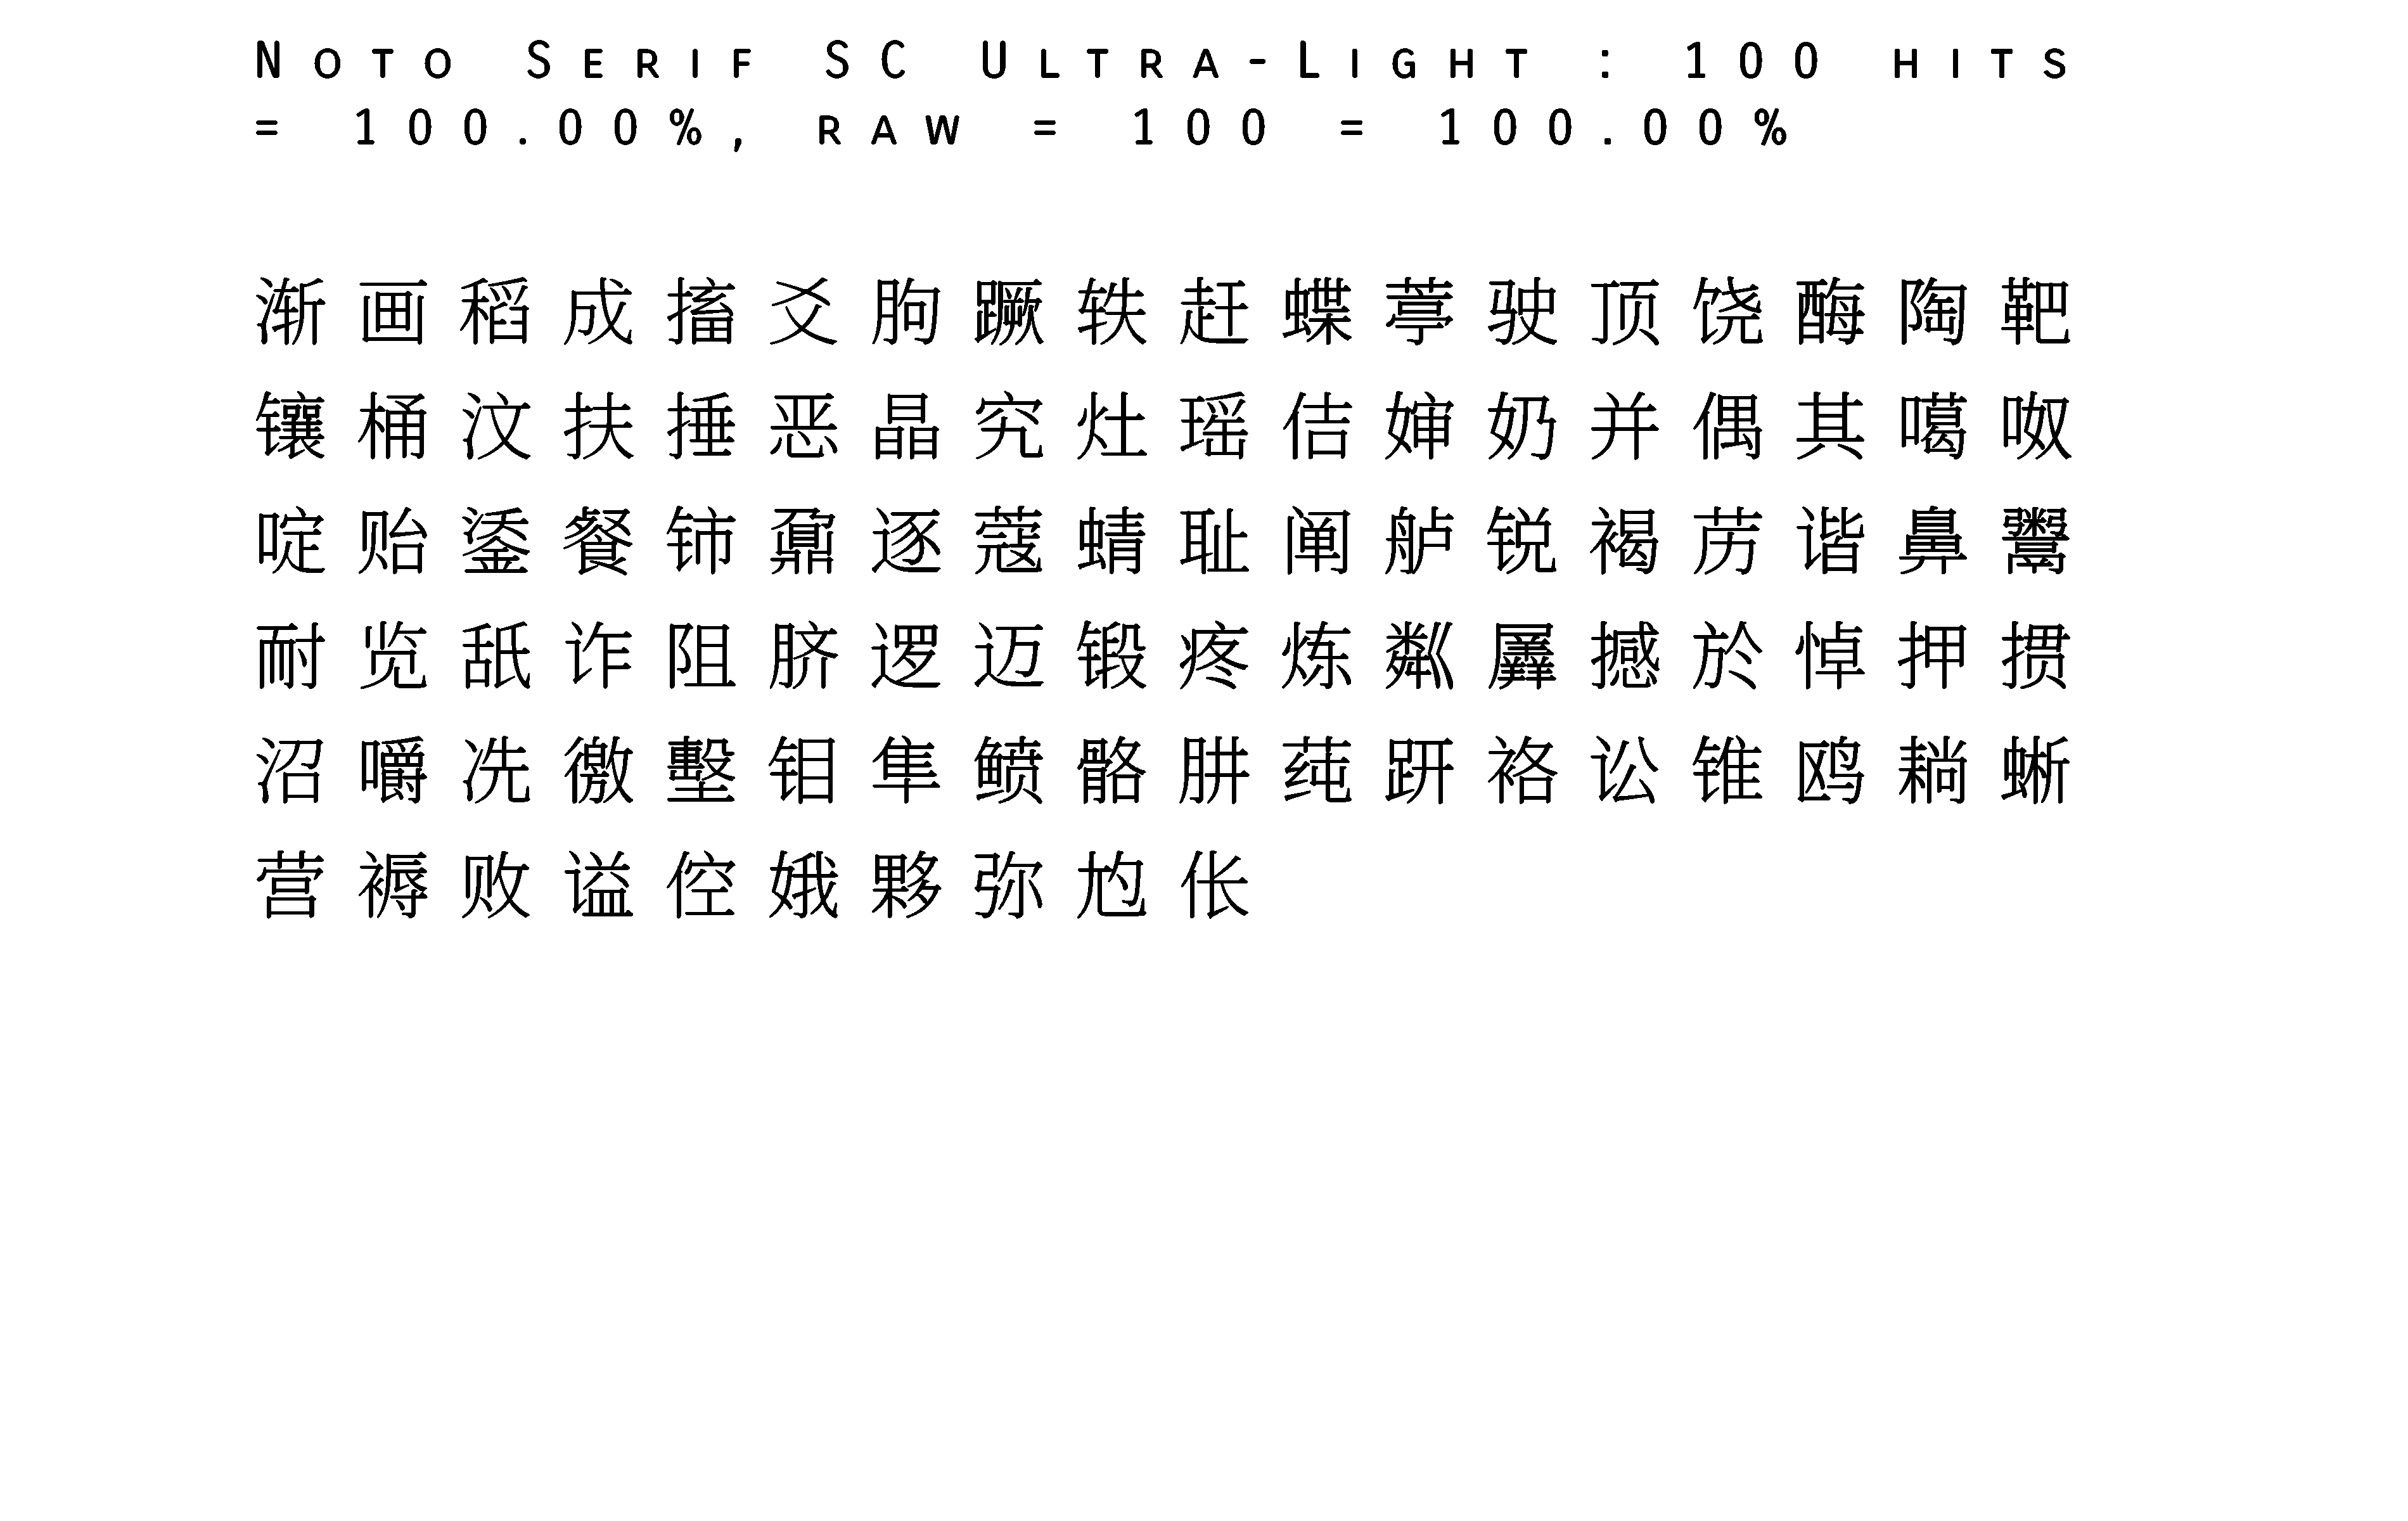 Noto Serif SC Ultra-Light : 100 hits
= 100.00%, raw = 100 = 100.00%
渐画稻成搐爻朐蹶轶赶蝶葶驶顶饶酶陶靶
镶桶汶扶捶恶晶究灶瑶佶婶奶并偶其噶呶
啶贻鋈餐铈鼐逐蔻蜻耻阐舻锐褐苈谐鼻鬻
耐览舐诈阻脐逻迈锻疼炼粼羼撼於悼押掼
沼嚼冼徼墼钼隼鲼骼肼莼趼袼讼锥鸥耥蜥
营褥败谥倥娥夥弥尥伥